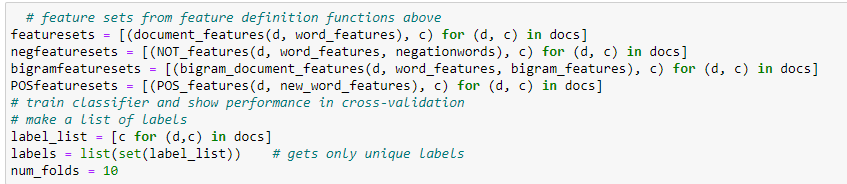 # feature sets from feature definition functions above
featuresets = [(document_features(d, word_features), c) for (d, c) in docs]
negfeaturesets = [(NOT_features(d, word_features, negationwords), c) for (d, c) in docs]
bigramfeaturesets = [(bigram_document_features(d, word_features, bigram_features), c) for (d, c) in docs]
POSfeaturesets = [(POS_features(d, new_word_features), c) for (d, c) in docs]
# train classifier and show performance in cross-validation
# make a list of labels
label_list = [c for (d,c) in docs]
labels = list(set(label_list))    # gets only unique labels
num_folds = 10